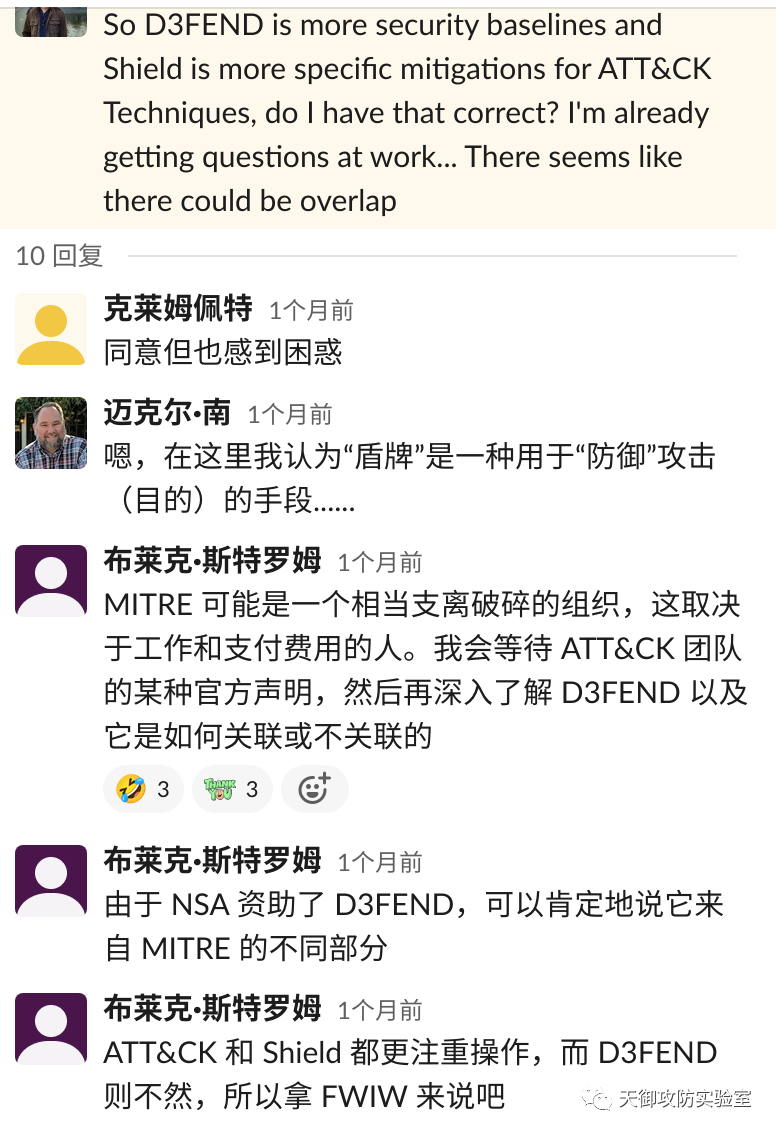 So D3FEND is more security baselines and
Shield is more specific mitigations for ATT&CK
Techniques, do I have that correct? I'm already
getting questions at work... There seems like
there could be overlap
10 回复
克莱姆佩特 1个月前
同意但也感到困惑
迈克尔·南 1个月前
嗯，在这里我认为“盾牌”是一种用于“防御”攻击
（目的）的手段......
布莱克·斯特罗姆 1个月前
MITRE 可能是一个相当支离破碎的组织，这取决
于工作和支付费用的人。我会等待 ATT&CK 团队
的某种官方声明，然后再深入了解 D3FEND 以及
它是如何关联或不关联的
3 THANK YOU 3
布莱克·斯特罗姆 1个月前
由于 NSA 资助了 D3FEND，可以肯定地说它来
自 MITRE 的不同部分
布莱克·斯特罗姆 1个月前
ATT&CK 和 Shield 都更注重操作，而 D3FEND
则不然，所以拿 FWIW 来说吧
天御攻防实验室